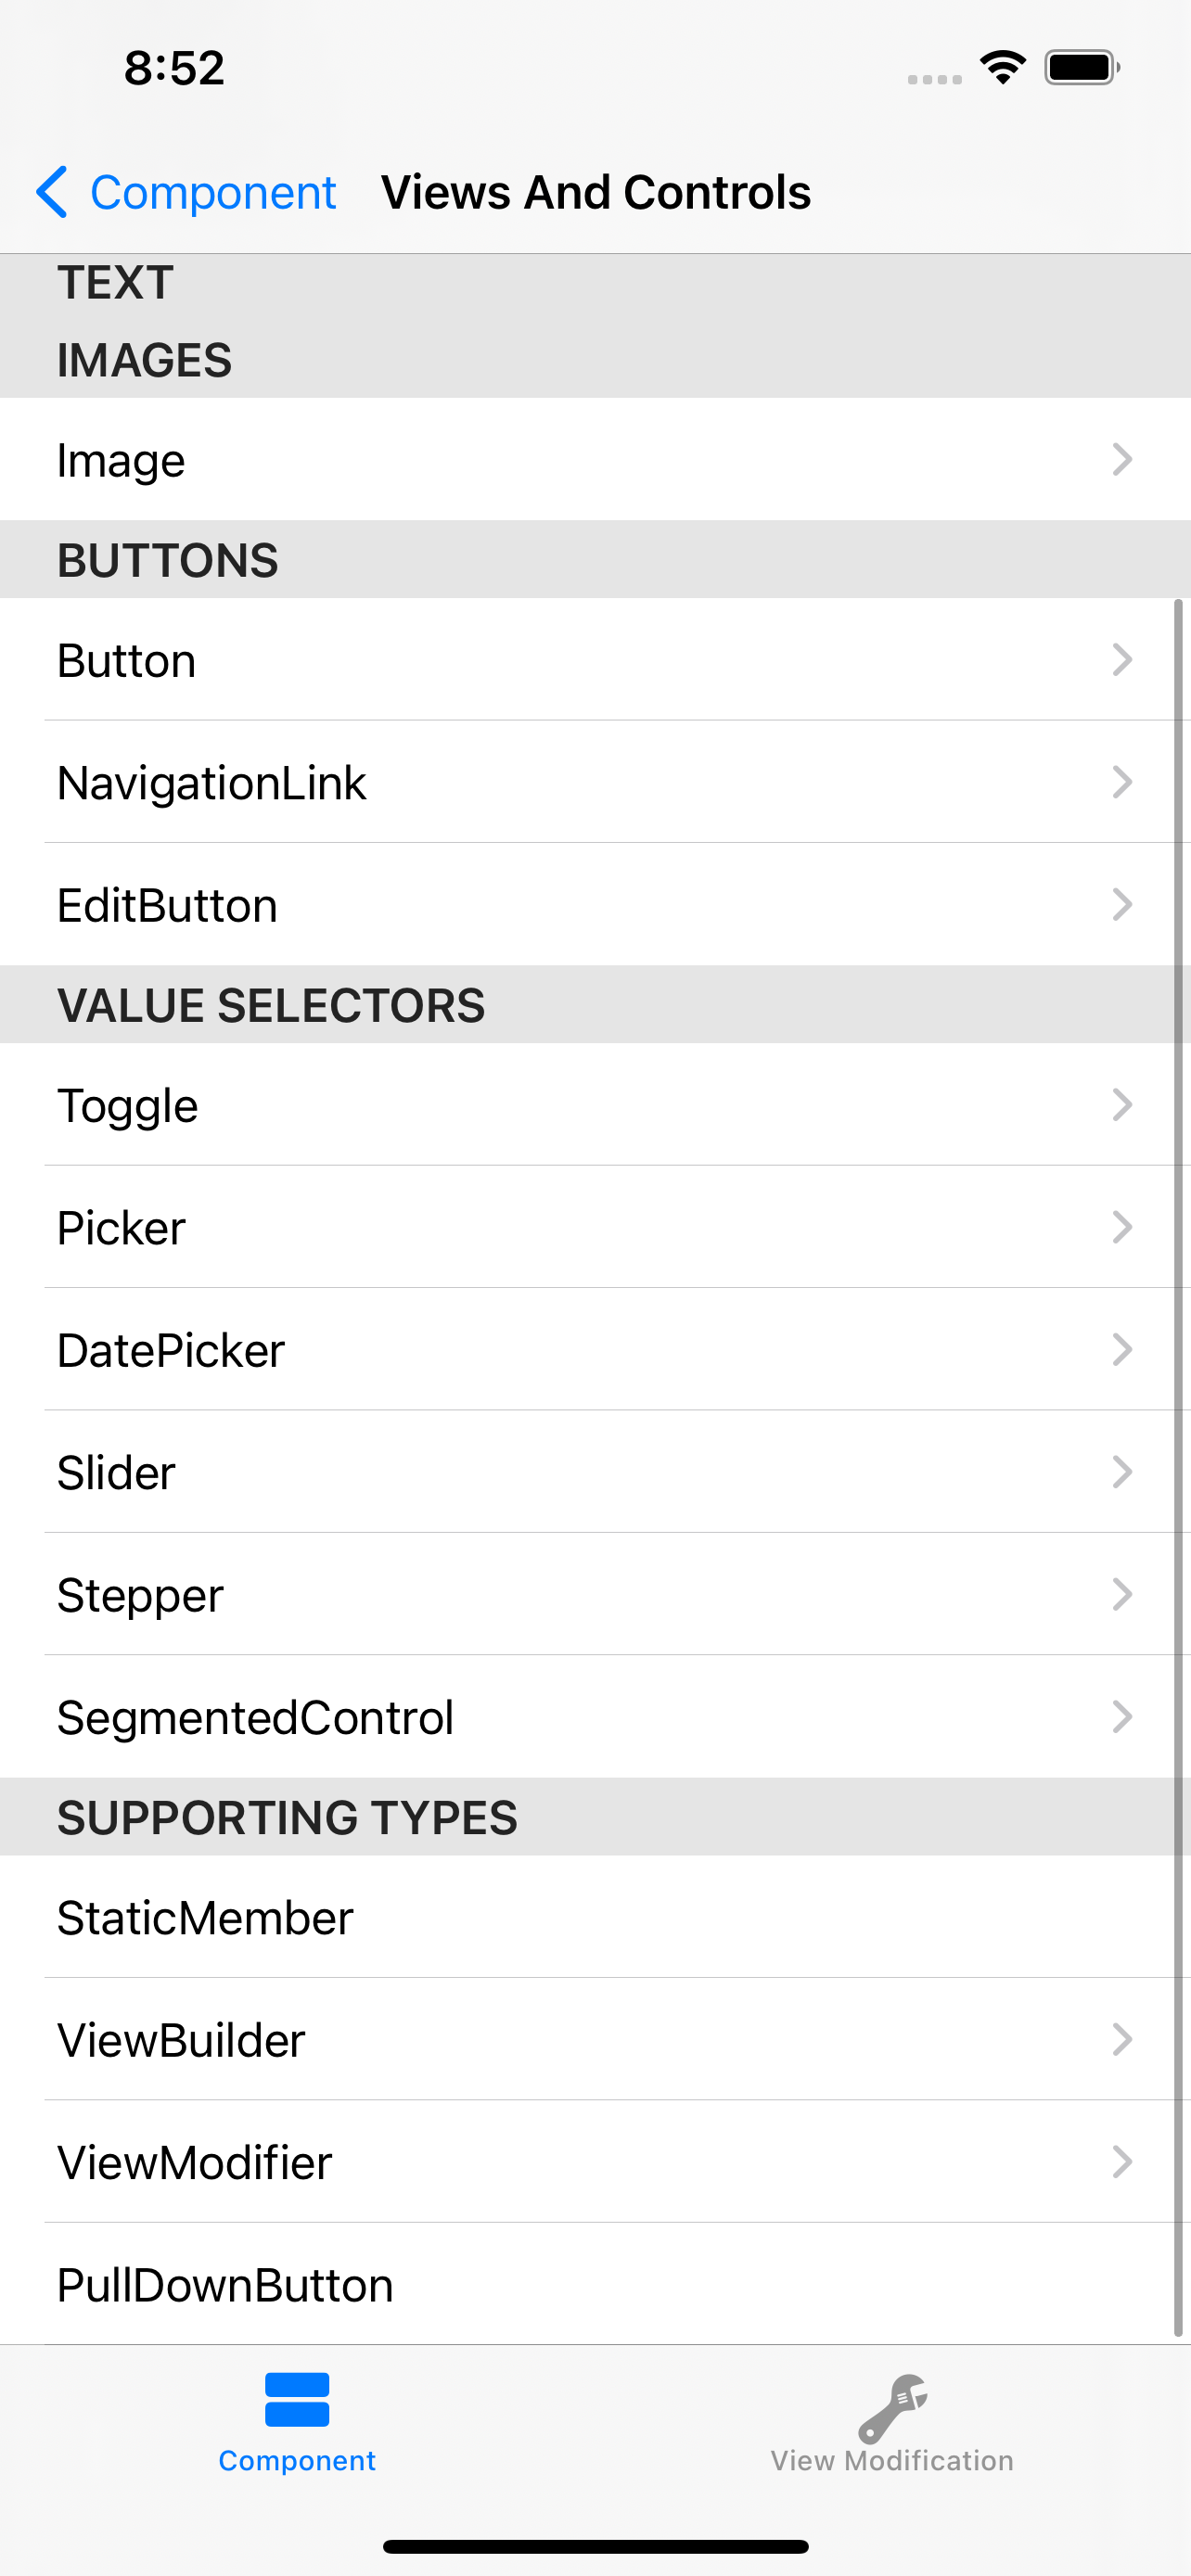 8:52
Component Views And Controls
TEXT
IMAGES
Image
BUTTONS
Button
NavigationLink
EditButton
VALUE SELECTORS
Toggle
Picker
DatePicker
Slider
Stepper
SegmentedControl
SUPPORTING TYPES
StaticMember
ViewBuilder
ViewModifier
PullDownButton
Component View Modification